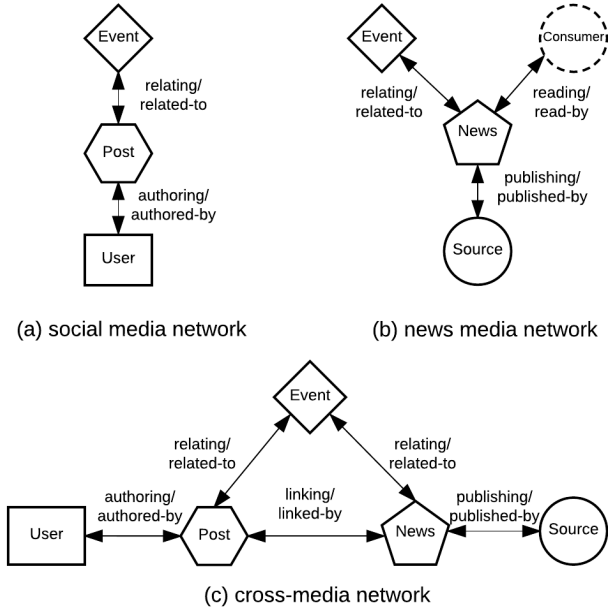 Event
relating/
related-to
Post
authoring/
authored-by
User
(a) social media network
Event
Consumer
relating/
related-to
reading/
read-by
News
publishing/
published-by
Source
(b) news media network
Event
relating/
related-to
relating/
related-to
User
authoring/
authored-by
Post
linking/
linked-by
News
publishing/
published-by
Source
(c) cross-media network